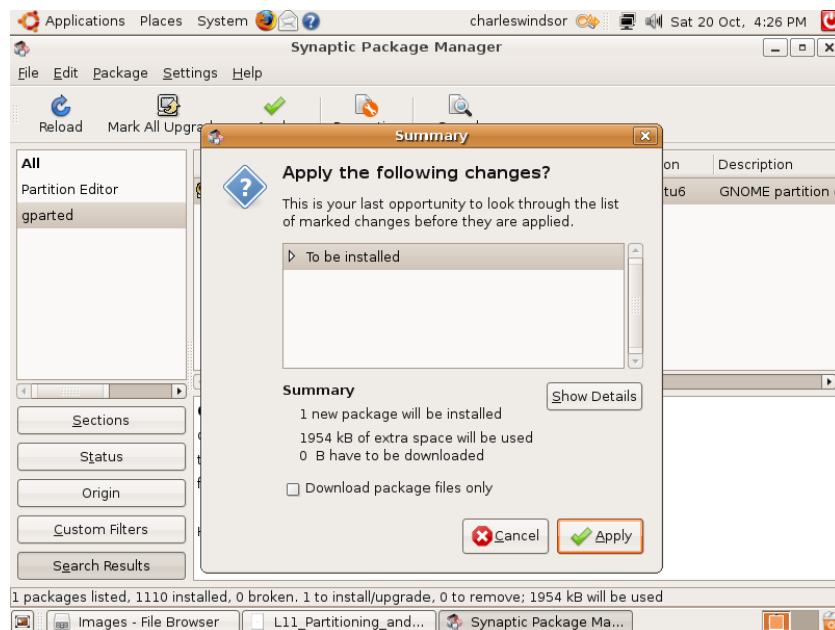 Applications Places System charleswindsor Sat 20 Oct, 4:26 PM
Synaptic Package Manager
File Edit Package Settings Help
Reload Mark All Upgra
Summary
All
Partition Editor
gparted
on Description
tu6 GNOME partition
Apply the following changes?
This is your last opportunity to look through the list
of marked changes before they are applied.
To be installed
Summary
Show Details
1 new package will be installed
1954 kB of extra space will be used
0 B have to be downloaded
Download package files only
Cancel Apply
Sections
Status
Origin
Custom Filters
Search Results
1 packages listed, 1110 installed, 0 broken. 1 to install/upgrade, 0 to remove; 1954 kB will be used
Images - File Browser L11_Partitioning_and... Synaptic Package Ma...